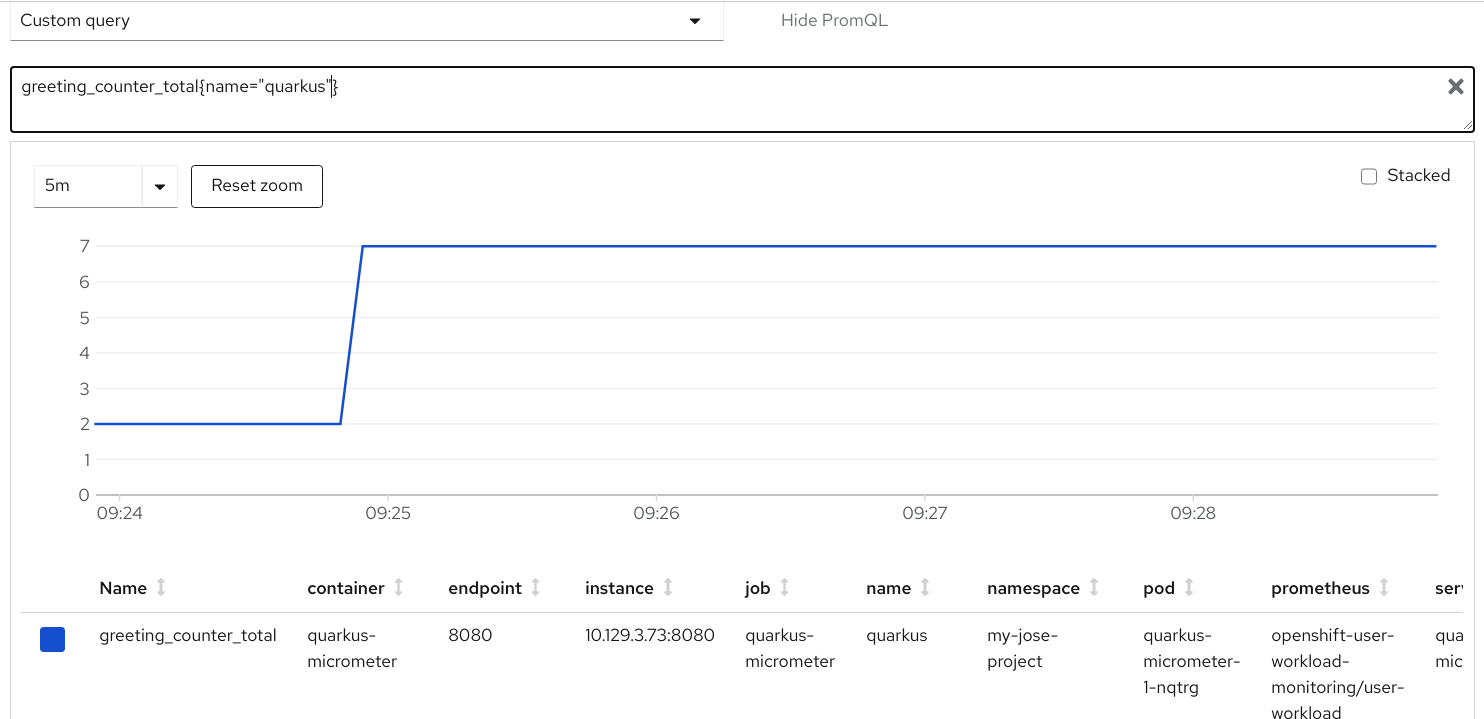 Custom query
Hide PromQL
greeting_counter_total{name="quarkus"}
5m
Reset zoom
Stacked
7
6
5
4
3
2
1
0
09:24 09:25 09:26 09:27 09:28
Name container endpoint instance job name namespace pod prometheus ser
greeting_counter_total quarkus- 8080 10.129.3.73:8080 quarkus- quarkus my-jose- quarkus- openshift-user- qua
micrometer micrometer project micrometer- workload- mic
1-nqtrg monitoring/user-
workload